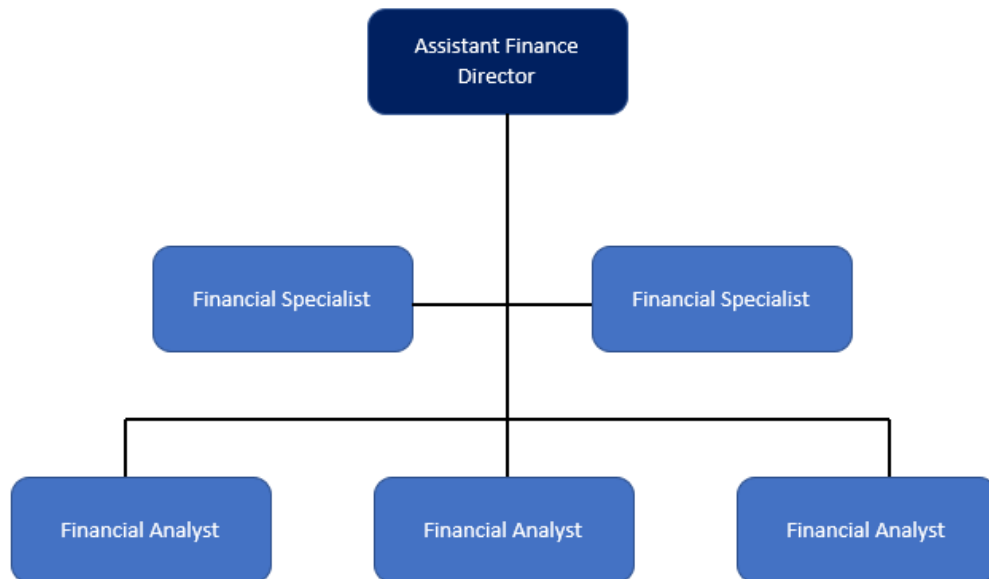 Assistant Finance
Director
Financial Specialist
Financial Specialist
Financial Analyst
Financial Analyst
Financial Analyst